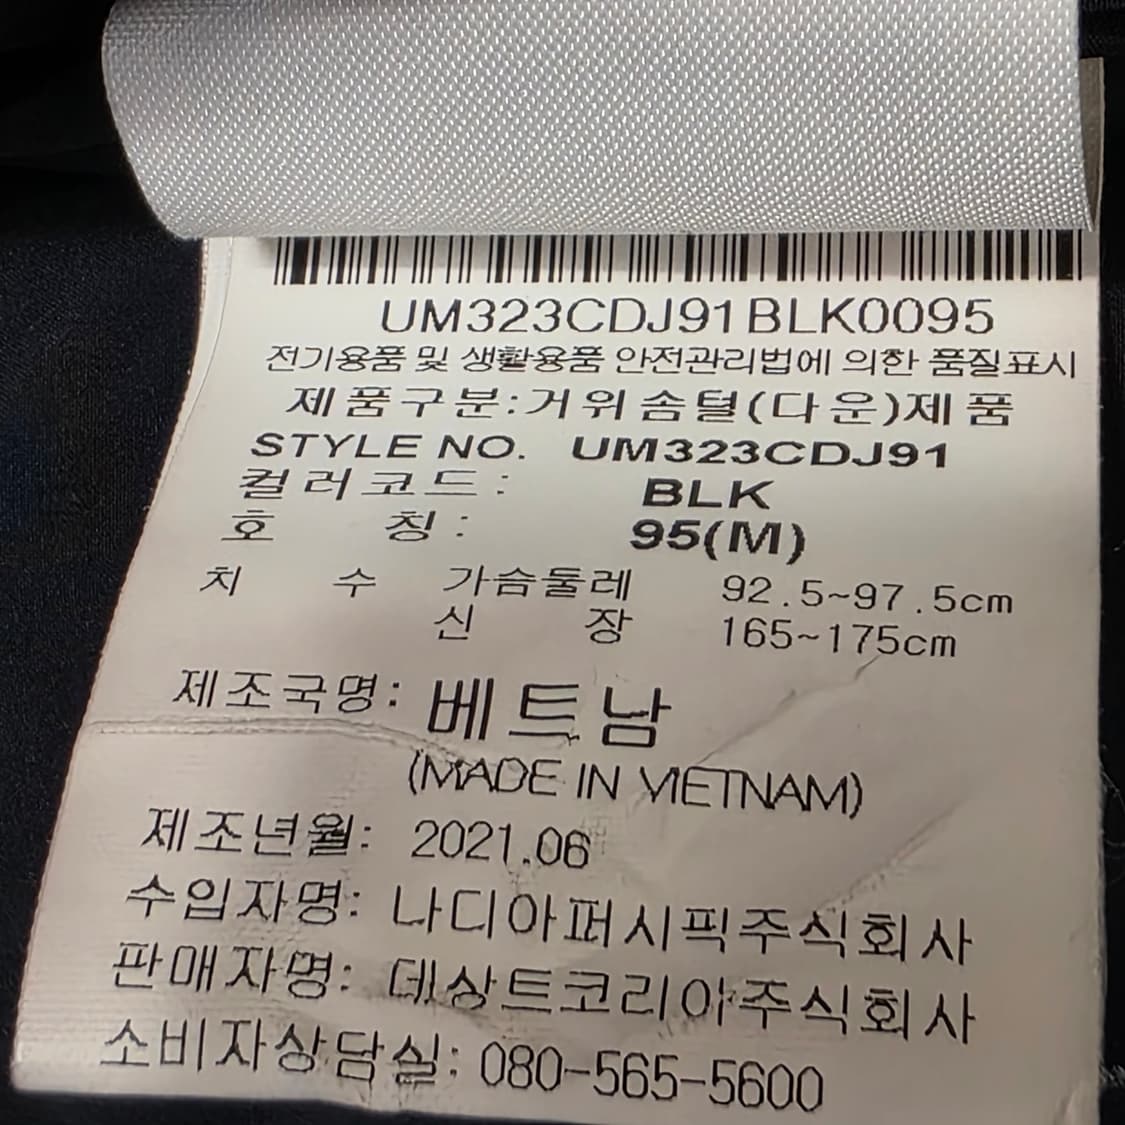 UM323CDJ91BLK0095
전기용품 및 생활용품 안전관리법에 의한 품질표시
제품구분:거위솜털(다운)제품
STYLE NO. UM323CDJ91
컬러코드: BLK
호 칭: 95(M)
치 수 가슴둘레 92.5~97.5cm
신 장 165~175cm
제조국명: 베트남
(MADE IN VIETNAM)
제조년월: 2021.06
수입자명: 나디아퍼시픽주식회사
판매자명: 데상트코리아주식회사
소비자상담실: 080-565-5600